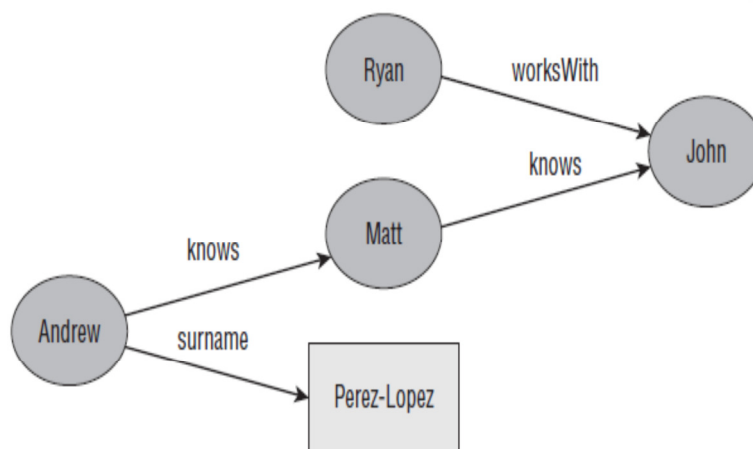 Ryan
worksWith
John
knows
Matt
knows
Andrew
surname
Perez-Lopez